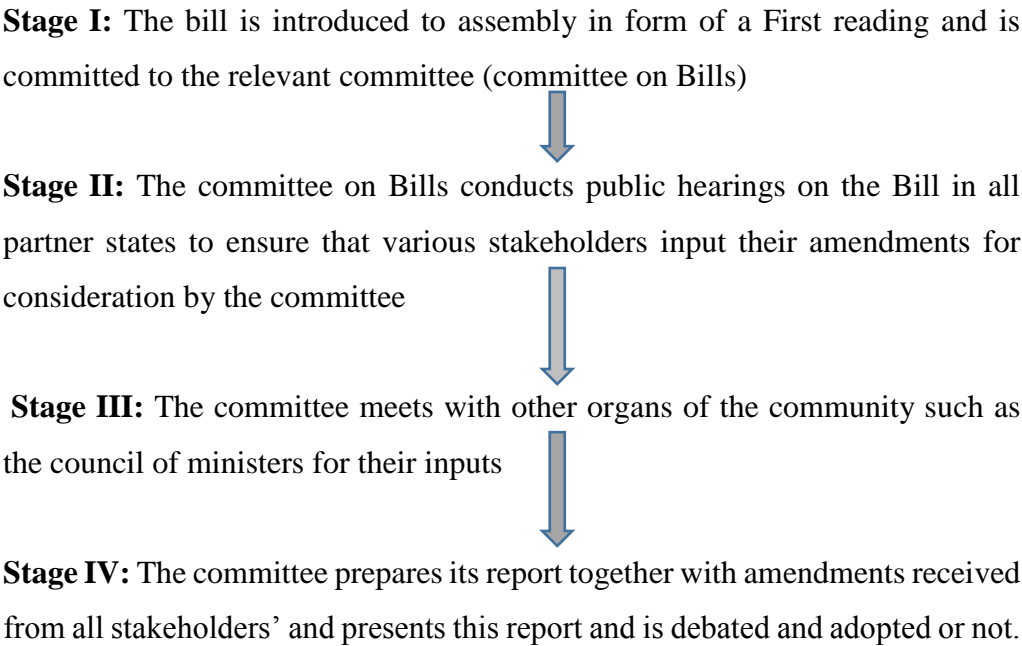 Stage I: The bill is introduced to assembly in form of a First reading and is
committed to the relevant committee (committee on Bills)
Stage II: The committee on Bills conducts public hearings on the Bill in all
partner states to ensure that various stakeholders input their amendments for
consideration by the committee
Stage III: The committee meets with other organs of the community such as
the council of ministers for their inputs
Stage IV: The committee prepares its report together with amendments received
from all stakeholders’ and presents this report and is debated and adopted or not.